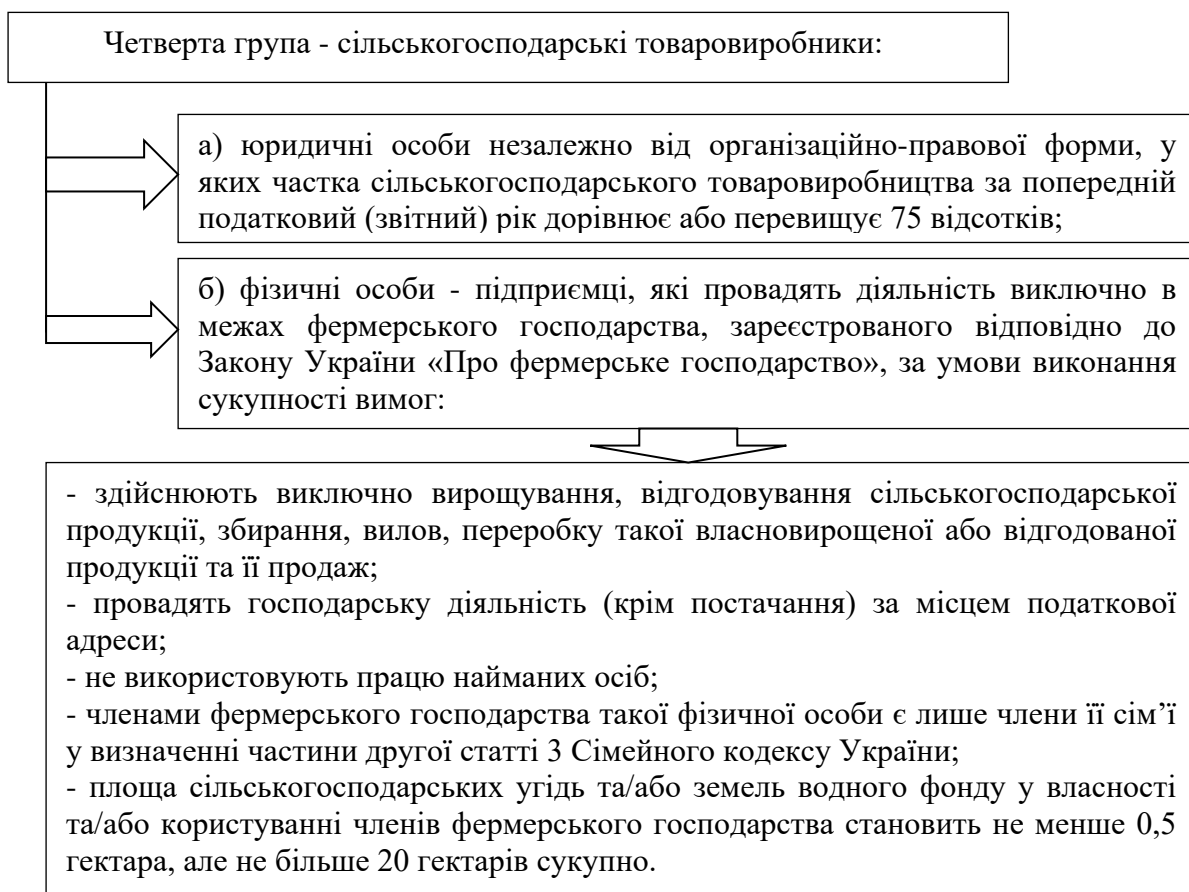 Четверта група - сільськогосподарські товаровиробники:
а) юридичні особи незалежно від організаційно-правової форми, у
яких частка сільськогосподарського товаровиробництва за попередній
податковий (звітний) рік дорівнює або перевищує 75 відсотків;
б) фізичні особи - підприємці, які провадять діяльність виключно в
межах фермерського господарства, зареєстрованого відповідно до
Закону України «Про фермерське господарство», за умови виконання
сукупності вимог:
- здійснюють виключно вирощування, відгодовування сільськогосподарської
продукції, збирання, вилов, переробку такої власновирощеної або відгодованої
продукції та її продаж;
- провадять господарську діяльність (крім постачання) за місцем податкової
адреси;
- не використовують працю найманих осіб;
- членами фермерського господарства такої фізичної особи є лише члени її сім’ї
у визначенні частини другої статті 3 Сімейного кодексу України;
- площа сільськогосподарських угідь та/або земель водного фонду у власності
та/або користуванні членів фермерського господарства становить не менше 0,5
гектара, але не більше 20 гектарів сукупно.